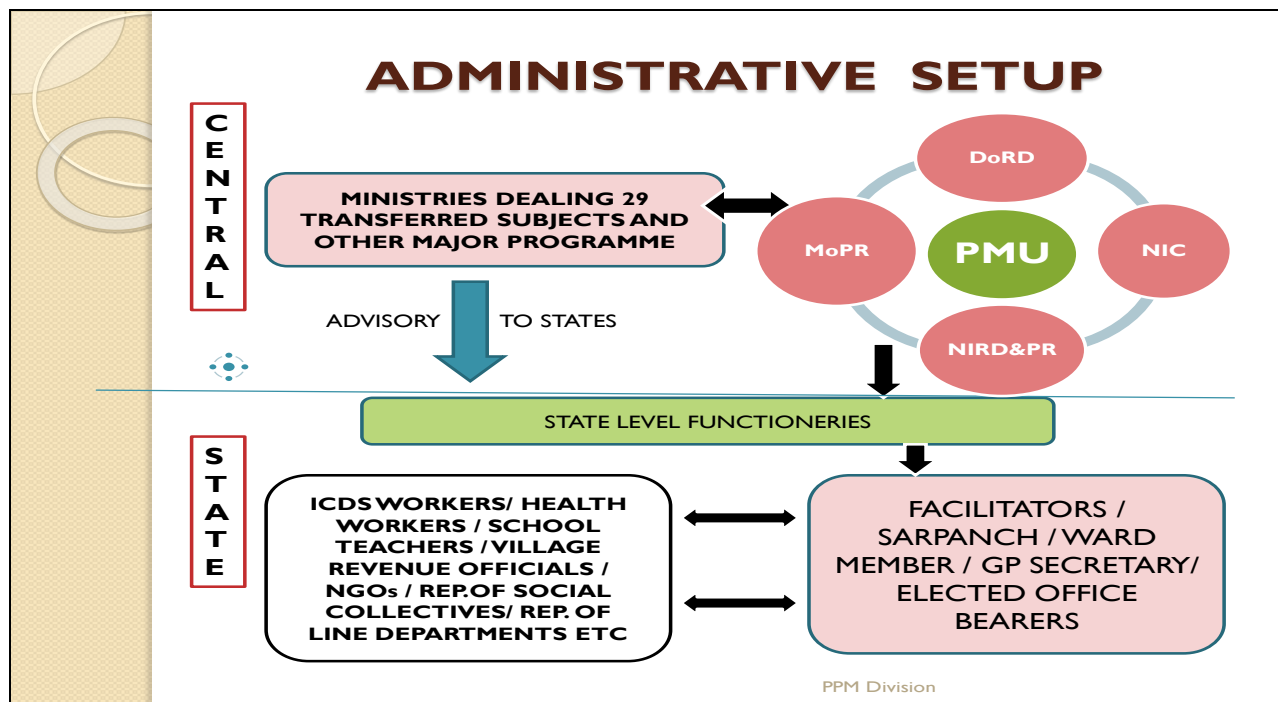 ADMINISTRATIVE SETUP
CENTRAL
MINISTRIES DEALING 29
TRANSFERRED SUBJECTS AND
OTHER MAJOR PROGRAMME
DoRD
MoPR
PMU
NIC
NIRD&PR
ADVISORY TO STATES
STATE LEVEL FUNCTIONERIES
STATE
ICDS WORKERS/ HEALTH
WORKERS / SCHOOL
TEACHERS / VILLAGE
REVENUE OFFICIALS /
NGOs / REP.OF SOCIAL
COLLECTIVES/ REP. OF
LINE DEPARTMENTS ETC
FACILITATORS /
SARPANCH / WARD
MEMBER / GP SECRETARY/
ELECTED OFFICE
BEARERS
PPM Division